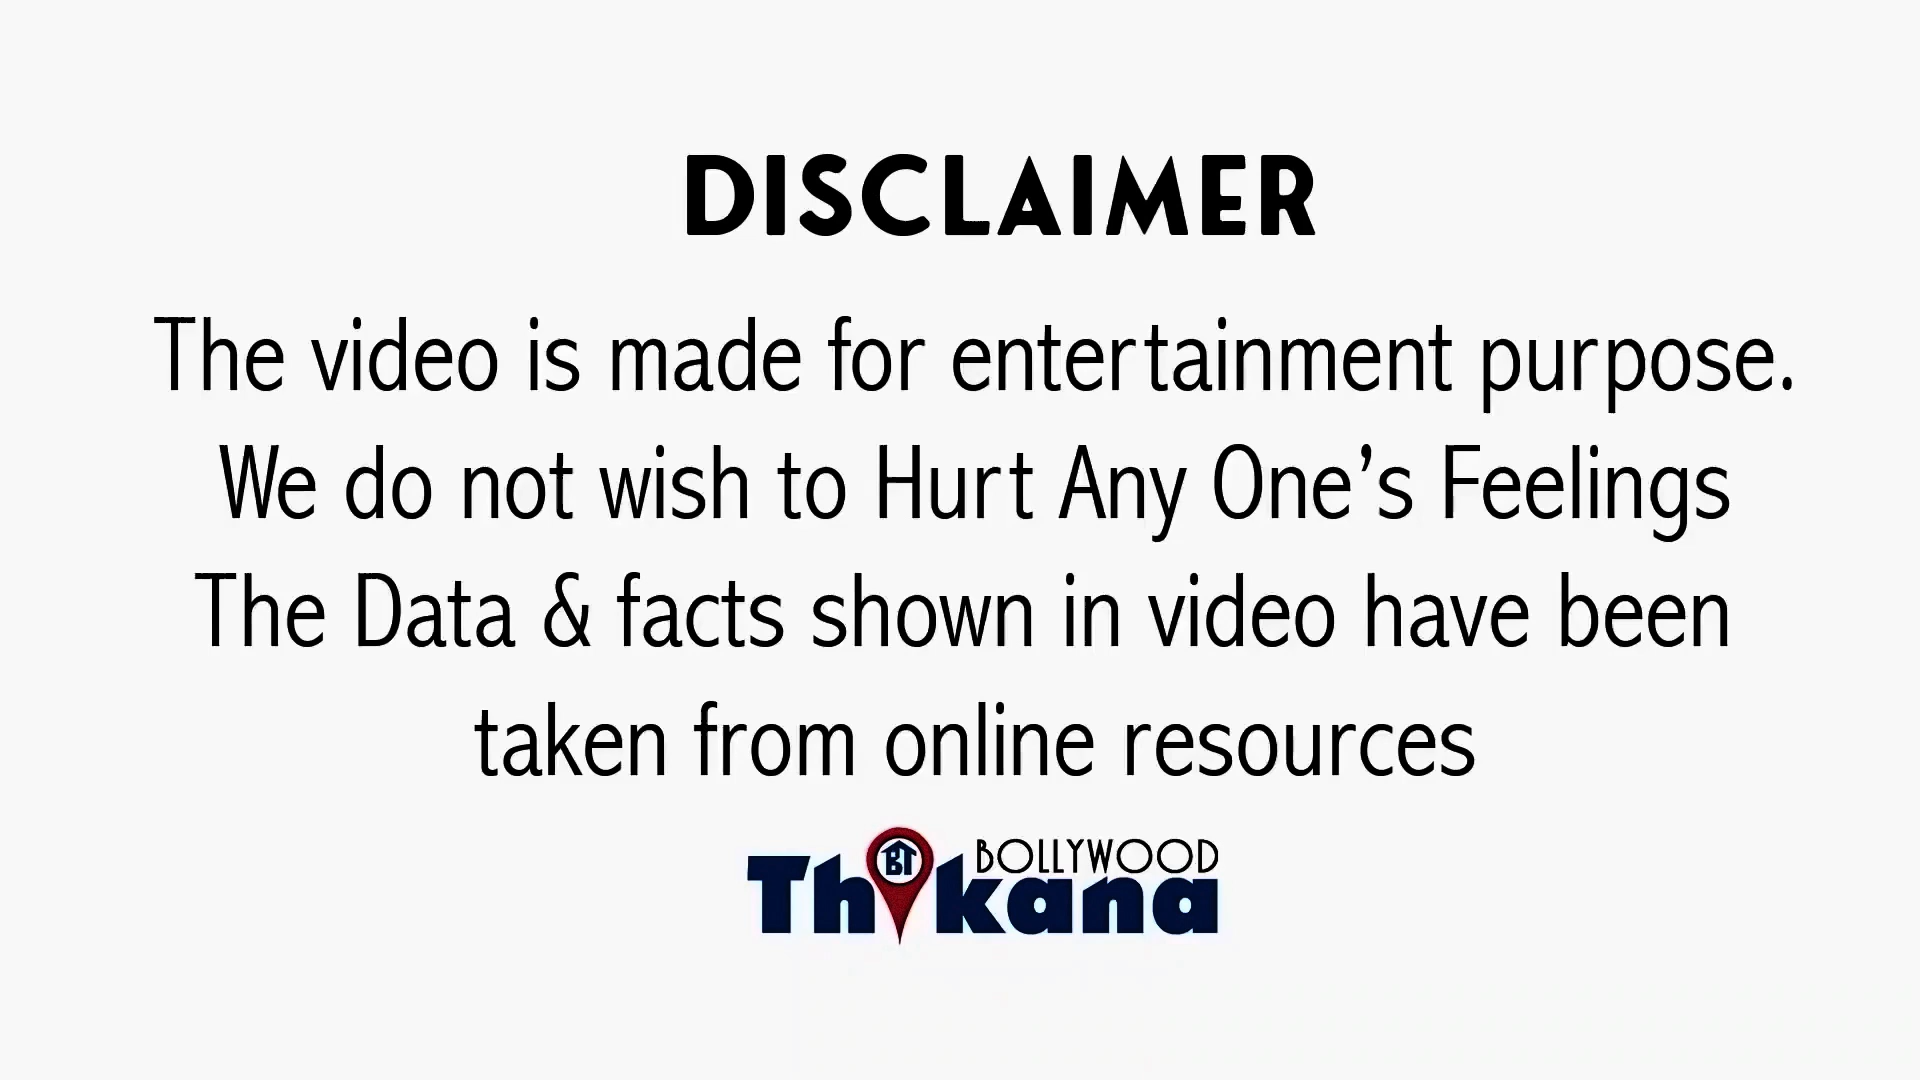 DISCLAIMER
The video is made for entertainment purpose.
We do not wish to Hurt Any One’s Feelings
The Data & facts shown in video have been
taken from online resources
BOLLYWOOD
BT
Thikana